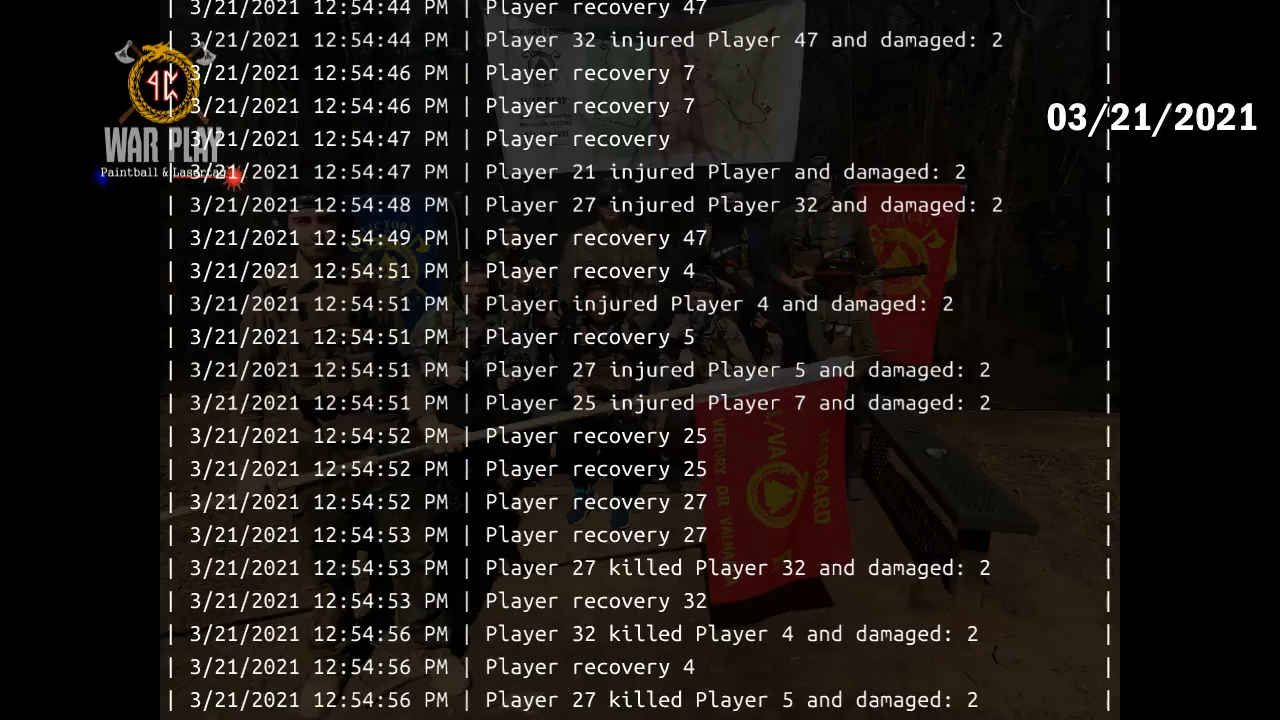 | 3/21/2021 12:54:44 PM | Player recovery 47 |
| 3/21/2021 12:54:44 PM | Player 32 injured Player 47 and damaged: 2 |
| 3/21/2021 12:54:46 PM | Player recovery 7 |
| 3/21/2021 12:54:46 PM | Player recovery 7 |
03/21/2021
| 3/21/2021 12:54:47 PM | Player recovery |
WAR PLAY
Paintball & Lasertag
| 3/21/2021 12:54:47 PM | Player 21 injured Player and damaged: 2 |
| 3/21/2021 12:54:48 PM | Player 27 injured Player 32 and damaged: 2 |
| 3/21/2021 12:54:49 PM | Player recovery 47 |
| 3/21/2021 12:54:51 PM | Player recovery 4 |
| 3/21/2021 12:54:51 PM | Player injured Player 4 and damaged: 2 |
| 3/21/2021 12:54:51 PM | Player recovery 5 |
| 3/21/2021 12:54:51 PM | Player 27 injured Player 5 and damaged: 2 |
| 3/21/2021 12:54:51 PM | Player 25 injured Player 7 and damaged: 2 |
| 3/21/2021 12:54:52 PM | Player recovery 25 |
| 3/21/2021 12:54:52 PM | Player recovery 25 |
| 3/21/2021 12:54:52 PM | Player recovery 27 |
| 3/21/2021 12:54:53 PM | Player recovery 27 |
| 3/21/2021 12:54:53 PM | Player 27 killed Player 32 and damaged: 2 |
| 3/21/2021 12:54:53 PM | Player recovery 32 |
| 3/21/2021 12:54:56 PM | Player 32 killed Player 4 and damaged: 2 |
| 3/21/2021 12:54:56 PM | Player recovery 4 |
| 3/21/2021 12:54:56 PM | Player 27 killed Player 5 and damaged: 2 |
MIDGARD
VICTORY OR VALHALLA